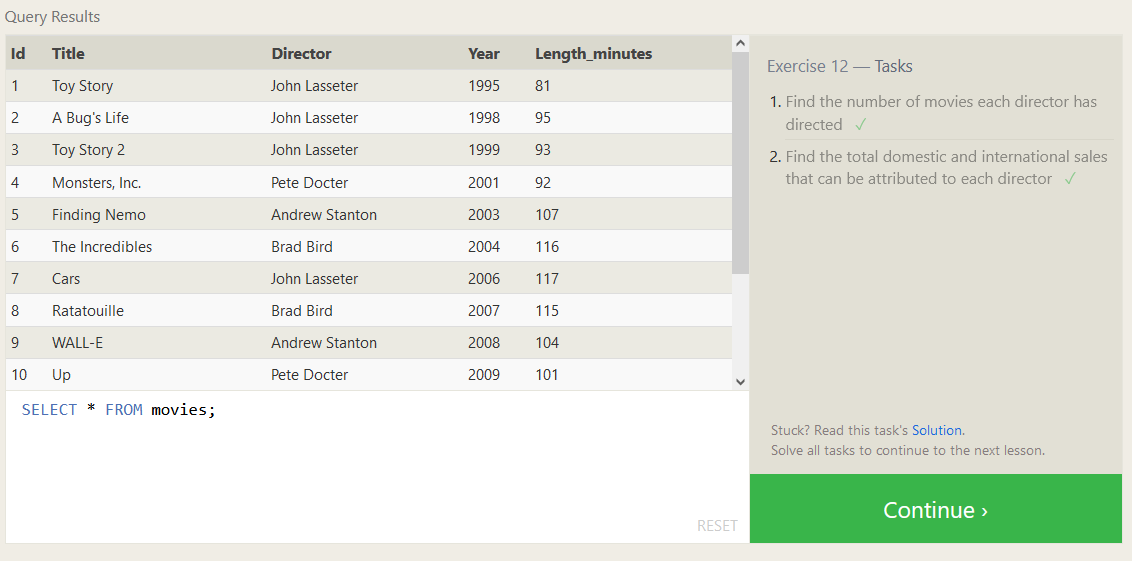 Query Results
Id Title Director Year Length_minutes
1 Toy Story John Lasseter 1995 81
2 A Bug's Life John Lasseter 1998 95
3 Toy Story 2 John Lasseter 1999 93
4 Monsters, Inc. Pete Docter 2001 92
5 Finding Nemo Andrew Stanton 2003 107
6 The Incredibles Brad Bird 2004 116
7 Cars John Lasseter 2006 117
8 Ratatouille Brad Bird 2007 115
9 WALL-E Andrew Stanton 2008 104
10 Up Pete Docter 2009 101
SELECT * FROM movies;
RESET
Exercise 12 — Tasks
1. Find the number of movies each director has
directed ✓
2. Find the total domestic and international sales
that can be attributed to each director ✓
Stuck? Read this task's Solution.
Solve all tasks to continue to the next lesson.
Continue ›